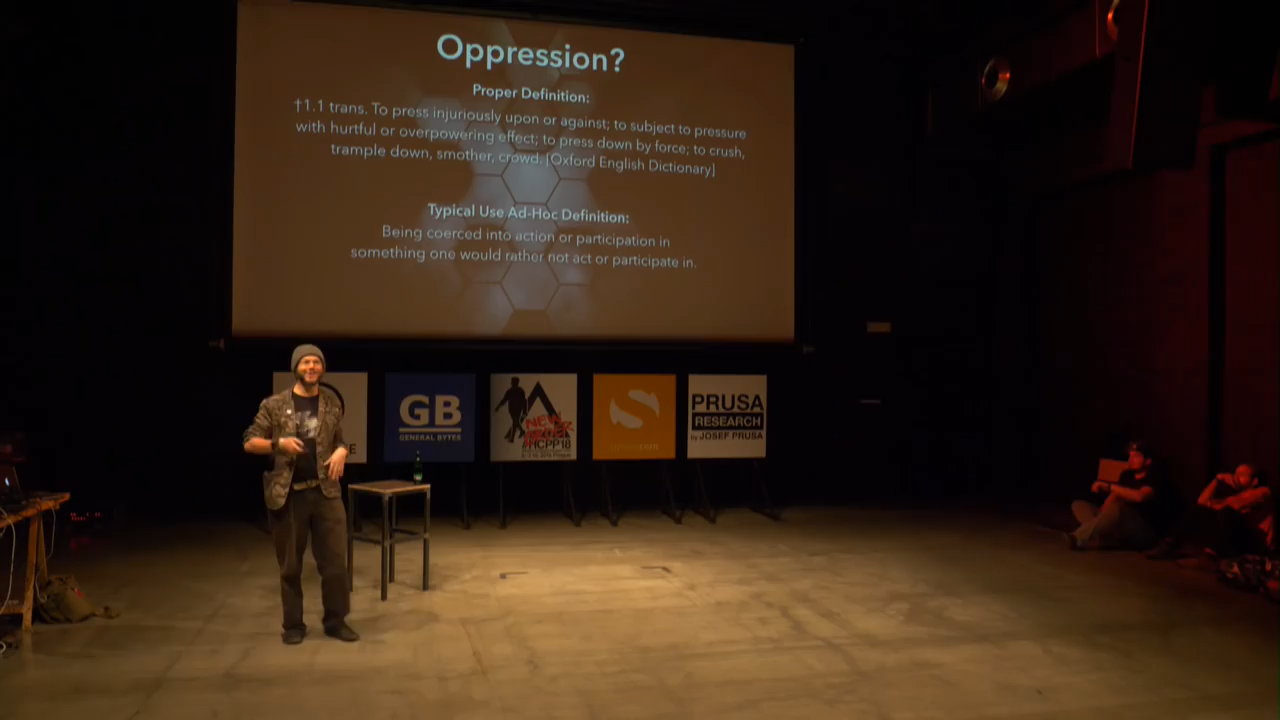 Oppression?
Proper Definition:
†1.1 trans. To press injuriously upon or against; to subject to pressure
with hurtful or overpowering effect; to press down by force; to crush,
trample down, smother, crowd. [Oxford English Dictionary]
Typical Use Ad-Hoc Definition:
Being coerced into action or participation in
something one would rather not act or participate in.
GB
GENERAL BYTES
NEW
ORDER
#HCPP18
PRUSA
RESEARCH
by JOSEF PRUSA